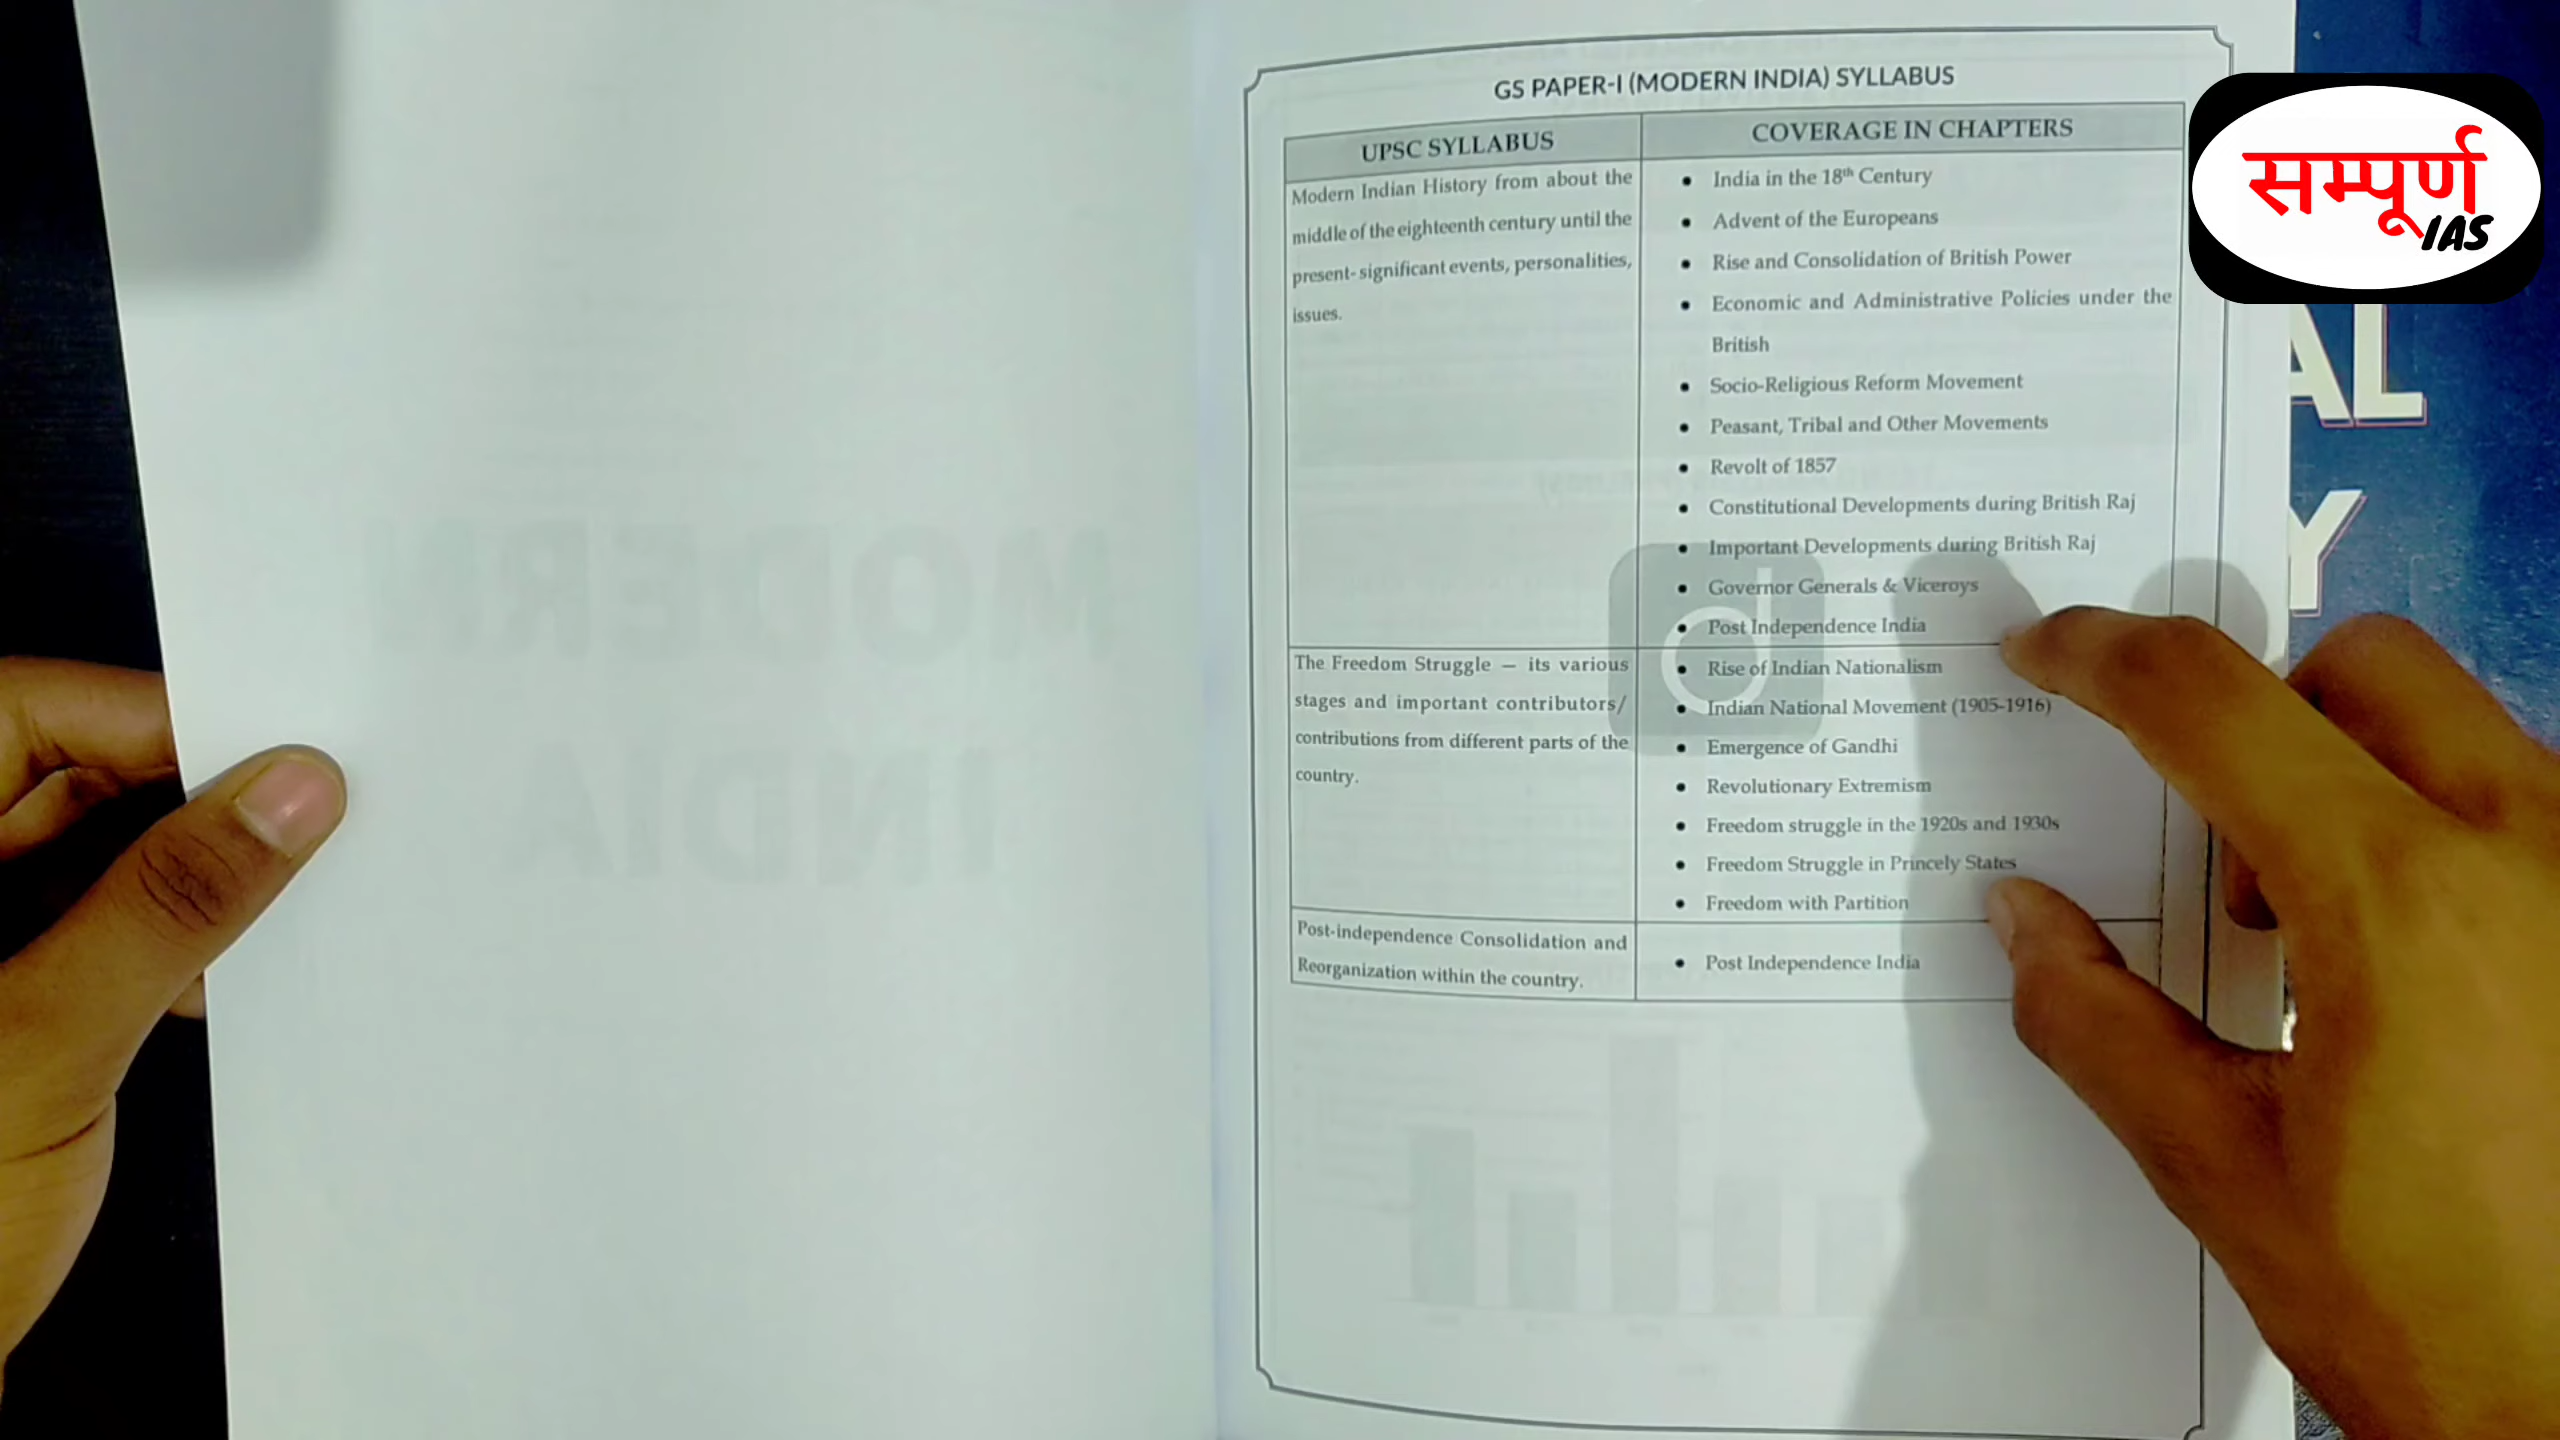 GS PAPER-I (MODERN INDIA) SYLLABUS
UPSC SYLLABUS
COVERAGE IN CHAPTERS
Modern Indian History from about the
middle of the eighteenth century until the
present- significant events, personalities,
issues.
• India in the 18th Century
• Advent of the Europeans
• Rise and Consolidation of British Power
• Economic and Administrative Policies under the
British
• Socio-Religious Reform Movement
• Peasant, Tribal and Other Movements
• Revolt of 1857
• Constitutional Developments during British Raj
• Important Developments during British Raj
• Governor Generals & Viceroys
• Post Independence India
The Freedom Struggle — its various
stages and important contributors/
contributions from different parts of the
country.
• Rise of Indian Nationalism
• Indian National Movement (1905-1916)
• Emergence of Gandhi
• Revolutionary Extremism
• Freedom struggle in the 1920s and 1930s
• Freedom Struggle in Princely States
• Freedom with Partition
Post-independence Consolidation and
Reorganization within the country.
• Post Independence India
सम्पूर्ण
IAS
AL
Y
MODERN
INDIA